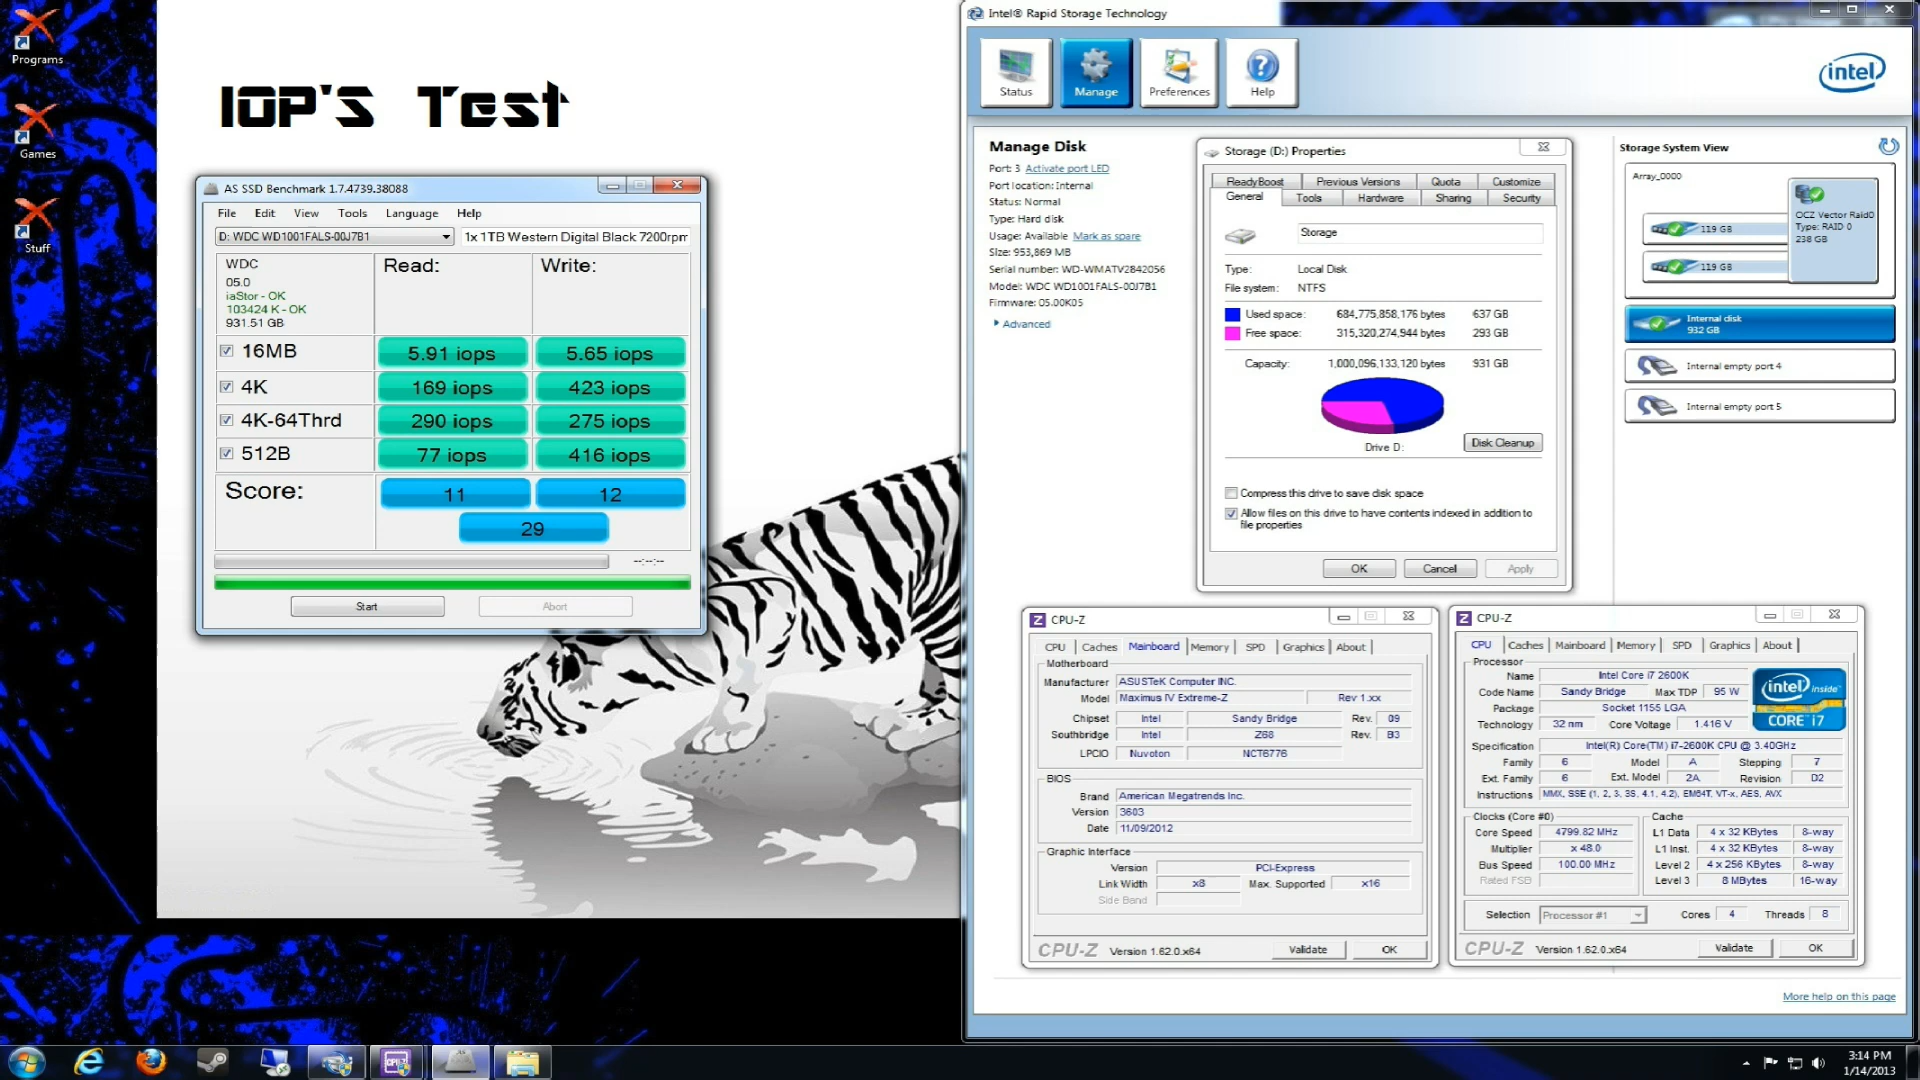 Programs
Games
Stuff
IOP'S Test
AS SSD Benchmark 1.7.4739.38088
File Edit View Tools Language Help
D: WDC WD1001FALS-00J7B1 1x 1TB Western Digital Black 7200rpm
WDC
05.0
iaStor - OK
103424 K - OK
931.51 GB
Read: Write:
16MB 5.91 iops 5.65 iops
4K 169 iops 423 iops
4K-64Thrd 290 iops 275 iops
512B 77 iops 416 iops
Score: 11 12
29
--:--:--
Start Abort
Intel® Rapid Storage Technology
Status Manage Preferences Help
intel
Manage Disk
Port: 3 Activate port LED
Port location: Internal
Status: Normal
Type: Hard disk
Usage: Available Mark as spare
Size: 953,869 MB
Serial number: WD-WMATV2842056
Model: WDC WD1001FALS-00J7B1
Firmware: 05.00K05
Advanced
Storage (D:) Properties
ReadyBoost Previous Versions Quota Customize
General Tools Hardware Sharing Security
Storage
Type: Local Disk
File system: NTFS
Used space: 684,775,858,176 bytes 637 GB
Free space: 315,320,274,944 bytes 293 GB
Capacity: 1,000,096,133,120 bytes 931 GB
Drive D: Disk Cleanup
Compress this drive to save disk space
Allow files on this drive to have contents indexed in addition to
file properties
OK Cancel Apply
Storage System View
Array_0000
119 GB
119 GB
OCZ Vector Raid0
Type: RAID 0
238 GB
Internal disk
932 GB
Internal empty port 4
Internal empty port 5
CPU-Z
CPU Caches Mainboard Memory SPD Graphics About
Motherboard
Manufacturer ASUSTeK Computer INC.
Model Maximus IV Extreme-Z Rev 1.xx
Chipset Intel Sandy Bridge Rev. 09
Southbridge Intel Z68 Rev. B3
LPCIO Nuvoton NCT6776
BIOS
Brand American Megatrends Inc.
Version 3603
Date 11/09/2012
Graphic Interface
Version PCI-Express
Link Width x8 Max. Supported x16
Side Band
CPU-Z Version 1.62.0.x64 Validate OK
CPU-Z
CPU Caches Mainboard Memory SPD Graphics About
Processor
Name Intel Core i7 2600K
Code Name Sandy Bridge Max TDP 95 W
Package Socket 1155 LGA
Technology 32 nm Core Voltage 1.416 V
intel inside™
CORE i7
Specification Intel(R) Core(TM) i7-2600K CPU @ 3.40GHz
Family 6 Model A Stepping 7
Ext. Family 6 Ext. Model 2A Revision D2
Instructions MMX, SSE (1, 2, 3, 3S, 4.1, 4.2), EM64T, VT-x, AES, AVX
Clocks (Core #0)
Core Speed 4799.82 MHz
Multiplier x 48.0
Bus Speed 100.00 MHz
Rated FSB
Cache
L1 Data 4 x 32 KBytes 8-way
L1 Inst. 4 x 32 KBytes 8-way
Level 2 4 x 256 KBytes 8-way
Level 3 8 MBytes 16-way
Selection Processor #1 Cores 4 Threads 8
CPU-Z Version 1.62.0.x64 Validate OK
More help on this page
3:14 PM
1/14/2013